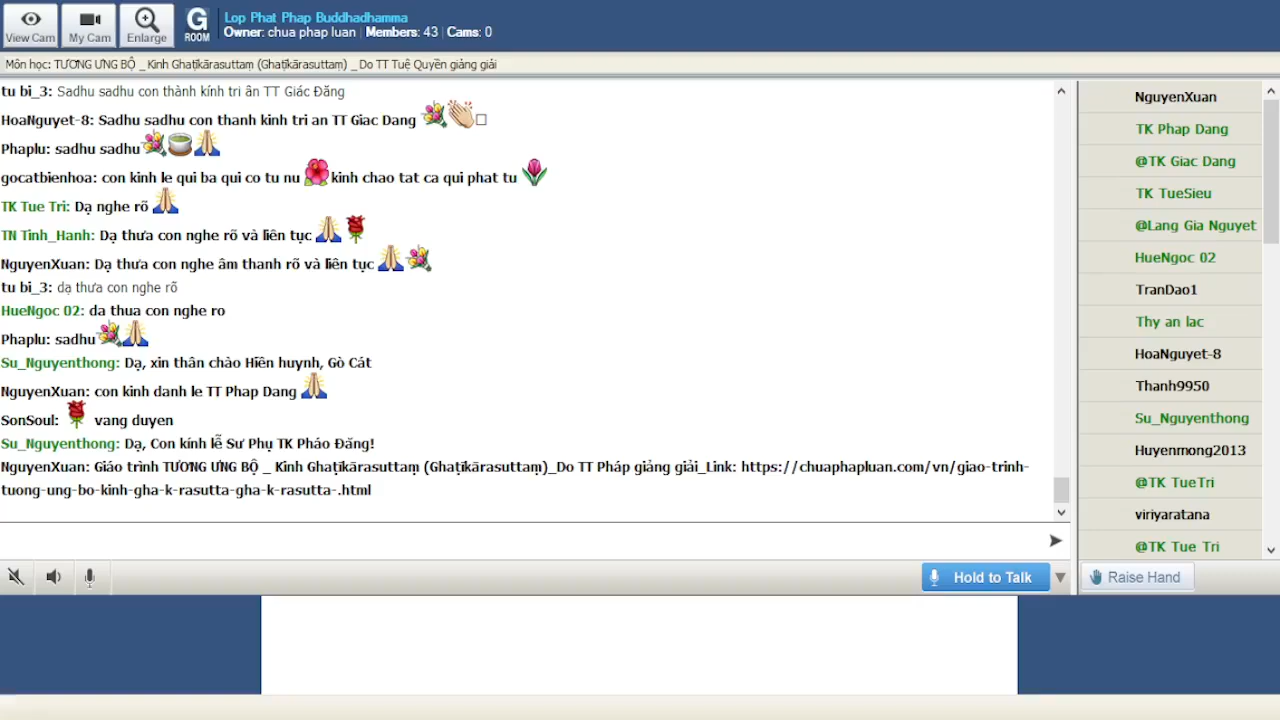 View Cam
My Cam
Enlarge
G
ROOM
Lop Phat Phap Buddhadhamma
Owner: chua phap luan | Members: 43 | Cams: 0
Môn học: TƯƠNG ƯNG BỘ _ Kinh Ghaṭīkārasuttaṃ (Ghaṭīkārasuttaṃ) _ Do TT Tuệ Quyền giảng giải
tu bi_3: Sadhu sadhu con thành kính tri ân TT Giác Đăng
HoaNguyet-8: Sadhu sadhu con thanh kinh tri an TT Giac Dang
Phaplu: sadhu sadhu
gocatbienhoa: con kinh le qui ba qui co tu nu kinh chao tat ca qui phat tu
TK Tue Tri: Dạ nghe rõ
TN Tinh_Hanh: Dạ thưa con nghe rõ và liên tục
NguyenXuan: Dạ thưa con nghe âm thanh rõ và liên tục
tu bi_3: dạ thưa con nghe rõ
HueNgoc 02: da thua con nghe ro
Phaplu: sadhu
Su_Nguyenthong: Dạ, xin thân chào Hiền huynh, Gò Cát
NguyenXuan: con kinh danh le TT Phap Dang
SonSoul: vang duyen
Su_Nguyenthong: Dạ, Con kính lễ Sư Phụ TK Pháo Đăng!
NguyenXuan: Giáo trình TƯƠNG ƯNG BỘ _ Kinh Ghaṭīkārasuttaṃ (Ghaṭīkārasuttaṃ)_Do TT Pháp giảng giải_Link: https://chuaphapluan.com/vn/giao-trinh-
tuong-ung-bo-kinh-gha-k-rasutta-gha-k-rasutta-.html
Hold to Talk
NguyenXuan
TK Phap Dang
@TK Giac Dang
TK TueSieu
@Lang Gia Nguyet
HueNgoc 02
TranDao1
Thy an lac
HoaNguyet-8
Thanh9950
Su_Nguyenthong
Huyenmong2013
@TK TueTri
viriyaratana
@TK Tue Tri
Raise Hand